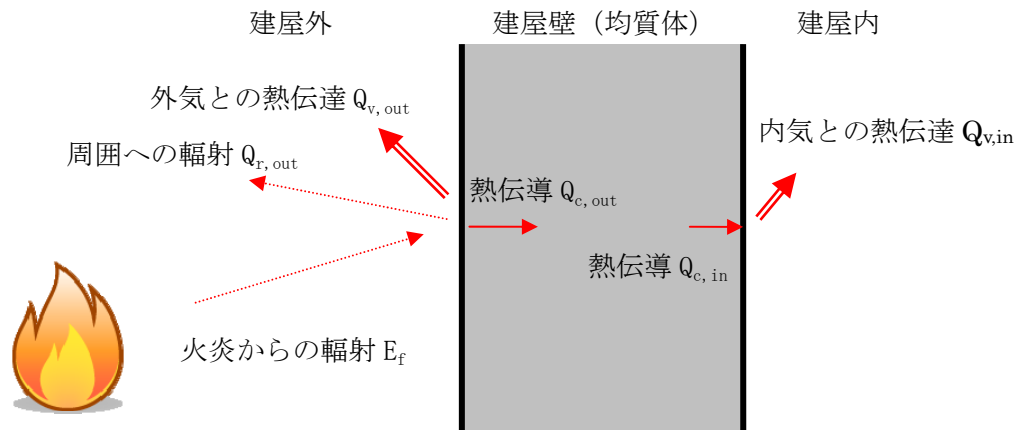 建屋外
建屋壁（均質体）
建屋内
外気との熱伝達 Qv, out
周囲への輻射 Qr, out
内気との熱伝達 Qv,in
熱伝導 Qc, out
熱伝導 Qc, in
火炎からの輻射 Ef